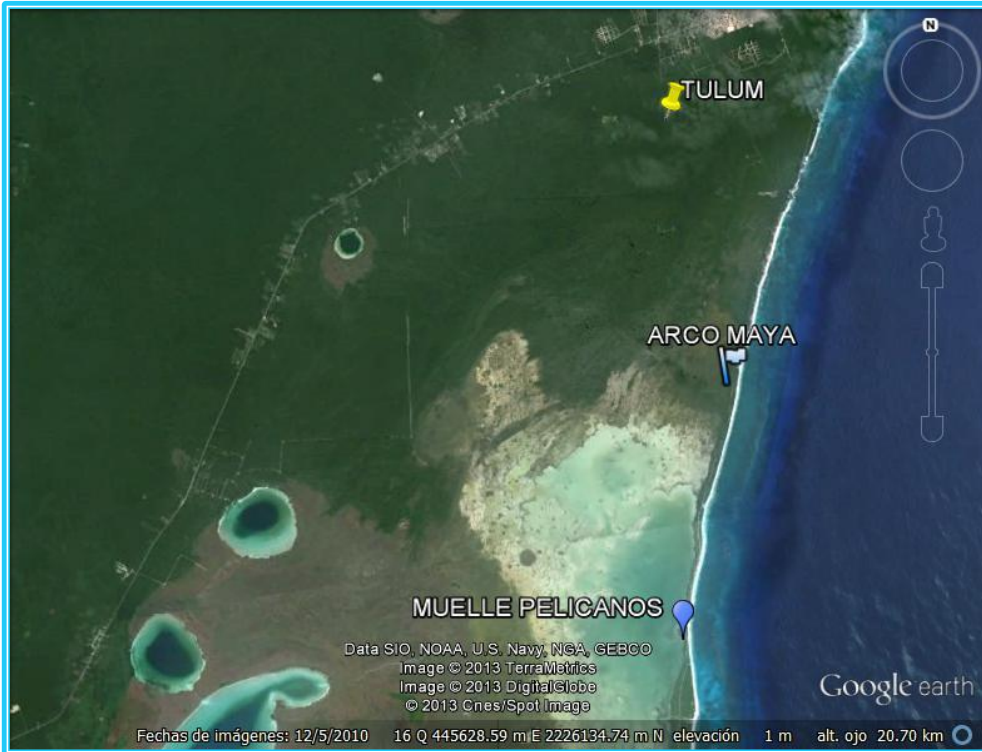 N
TULUM
ARCO MAYA
MUELLE PELICANOS
Data SIO, NOAA, U.S. Navy, NGA, GEBCO
Image © 2013 TerraMetrics
Image © 2013 DigitalGlobe
© 2013 Cnes/Spot Image
Google earth
Fechas de imágenes: 12/5/2010 16 Q 445628.59 m E 2226134.74 m N elevación 1 m alt. ojo 20.70 km